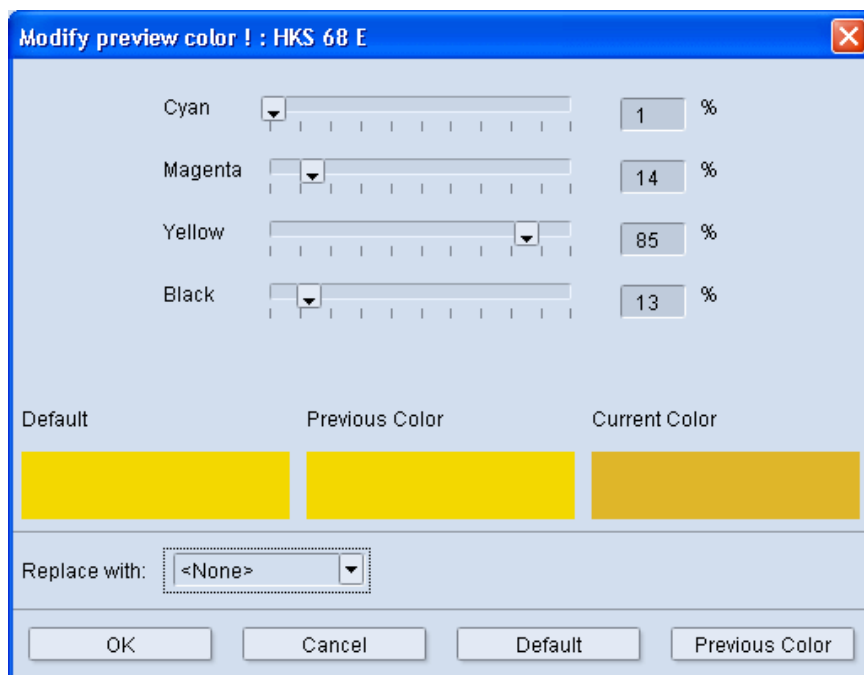 Modify preview color ! : HKS 68 E
Cyan 1 %
Magenta 14 %
Yellow 85 %
Black 13 %
Default Previous Color Current Color
Replace with: <None>
OK Cancel Default Previous Color